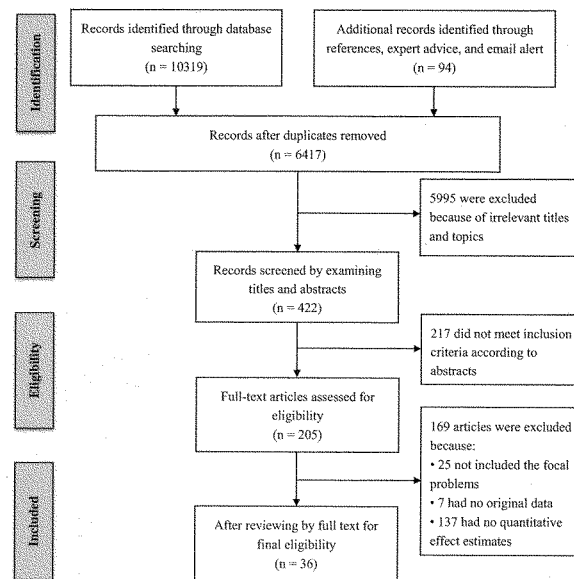 Identification
Records identified through database
searching
(n = 10319)
Additional records identified through
references, expert advice, and email alert
(n = 94)
Records after duplicates removed
(n = 6417)
Screening
5995 were excluded
because of irrelevant titles
and topics
Records screened by examining
titles and abstracts
(n = 422)
Eligibility
217 did not meet inclusion
criteria according to
abstracts
Full-text articles assessed for
eligibility
(n = 205)
169 articles were excluded
because:
• 25 not included the focal
problems
• 7 had no original data
• 137 had no quantitative
effect estimates
Included
After reviewing by full text for
final eligibility
(n = 36)